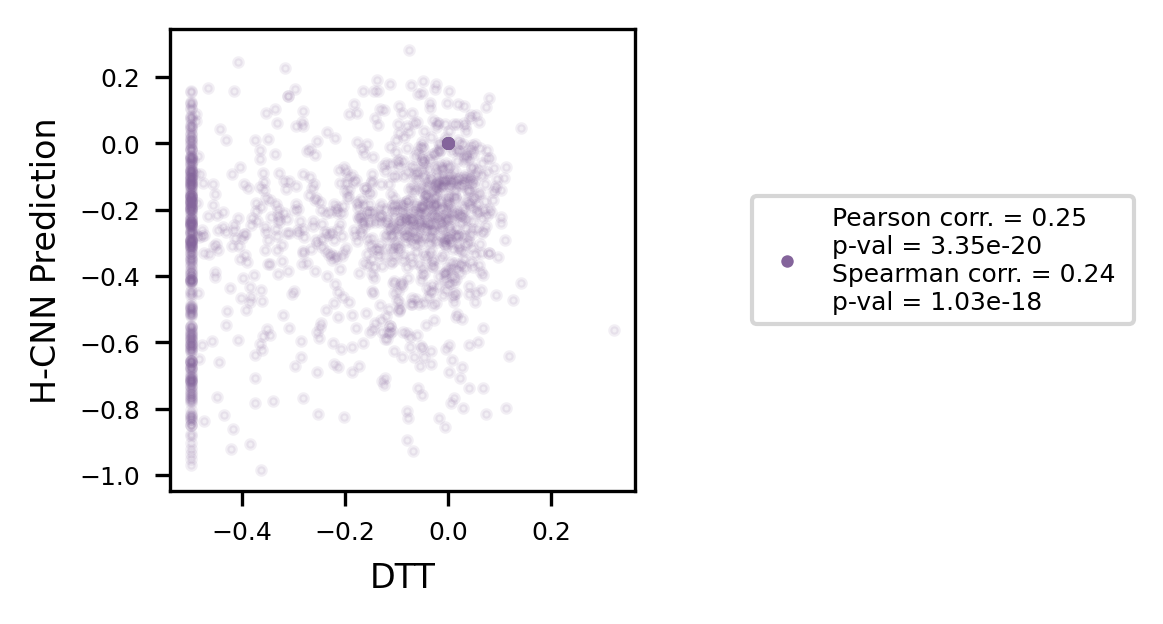 0.2
0.0
−0.2
−0.4
−0.6
−0.8
−1.0
H-CNN Prediction
−0.4
−0.2
0.0
0.2
DTT
Pearson corr. = 0.25
p-val = 3.35e-20
Spearman corr. = 0.24
p-val = 1.03e-18